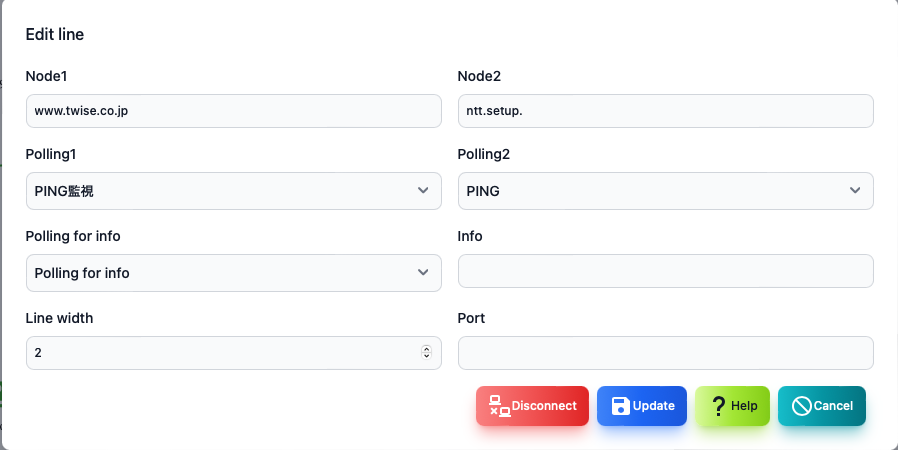 Edit line
Node1
Node2
www.twise.co.jp
ntt.setup.
Polling1
Polling2
PING監視
PING
Polling for info
Info
Polling for info
Line width
Port
2
Disconnect
Update
? Help
Cancel